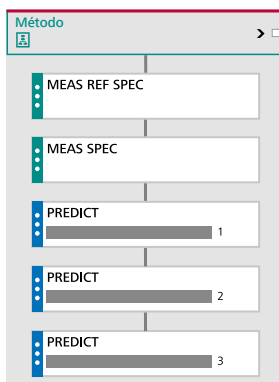 Método
MEAS REF SPEC
MEAS SPEC
PREDICT
1
PREDICT
2
PREDICT
3